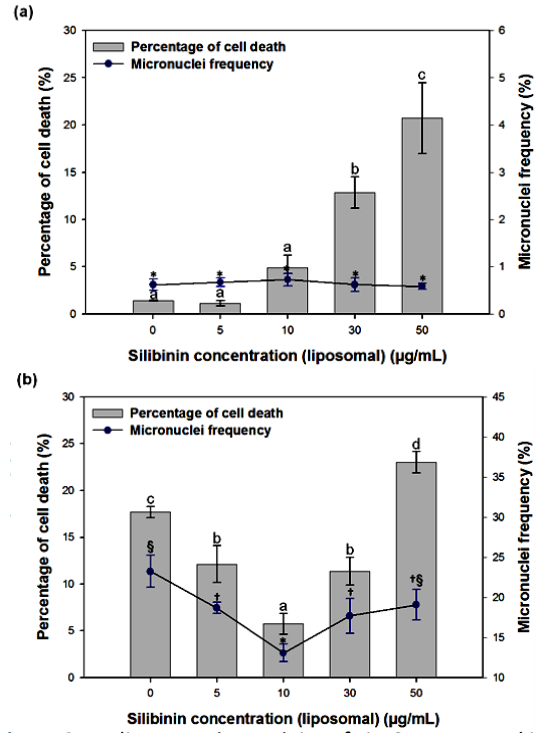 (a)
Percentage of cell death
Micronuclei frequency
Percentage of cell death (%)
Micronuclei frequency (%)
30
25
20
15
10
5
0
6
5
4
3
2
1
0
a
a
a
b
c
*
*
*
*
*
0 5 10 30 50
Silibinin concentration (liposomal) (µg/mL)
(b)
Percentage of cell death
Micronuclei frequency
Percentage of cell death (%)
Micronuclei frequency (%)
30
25
20
15
10
5
0
45
40
35
30
25
20
15
10
c
b
a
b
d
§
†
*
†
†§
0 5 10 30 50
Silibinin concentration (liposomal) (µg/mL)